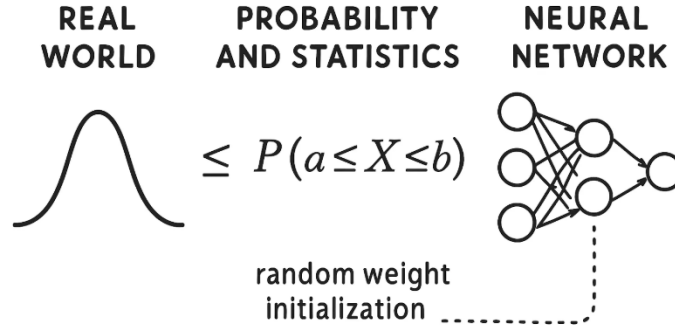 REAL WORLD
PROBABILITY AND STATISTICS
NEURAL NETWORK
≤ P(a≤X≤b)
random weight
initialization